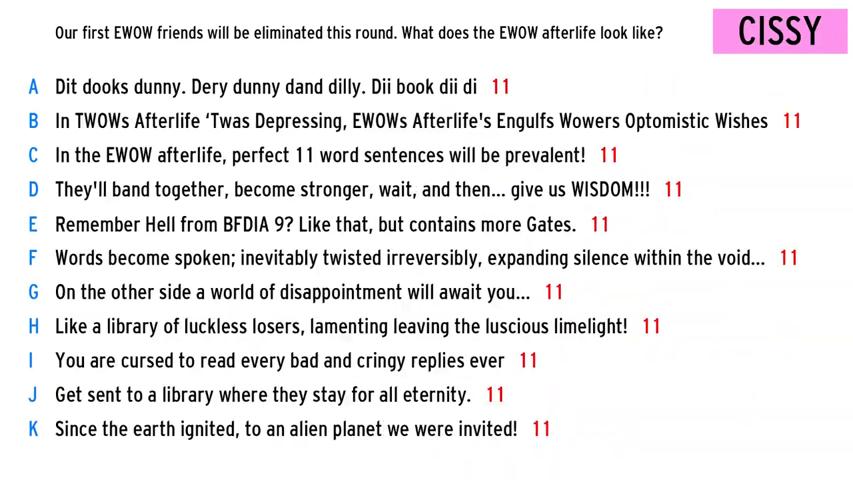 Our first EWOW friends will be eliminated this round. What does the EWOW afterlife look like?
CISSY
A Dit dooks dunny. Dery dunny dand dilly. Dii book dii di 11
B In TWOWs Afterlife ‘Twas Depressing, EWOWs Afterlife's Engulfs Wowers Optomistic Wishes 11
C In the EWOW afterlife, perfect 11 word sentences will be prevalent! 11
D They'll band together, become stronger, wait, and then... give us WISDOM!!! 11
E Remember Hell from BFDIA 9? Like that, but contains more Gates. 11
F Words become spoken; inevitably twisted irreversibly, expanding silence within the void... 11
G On the other side a world of disappointment will await you... 11
H Like a library of luckless losers, lamenting leaving the luscious limelight! 11
I You are cursed to read every bad and cringy replies ever 11
J Get sent to a library where they stay for all eternity. 11
K Since the earth ignited, to an alien planet we were invited! 11